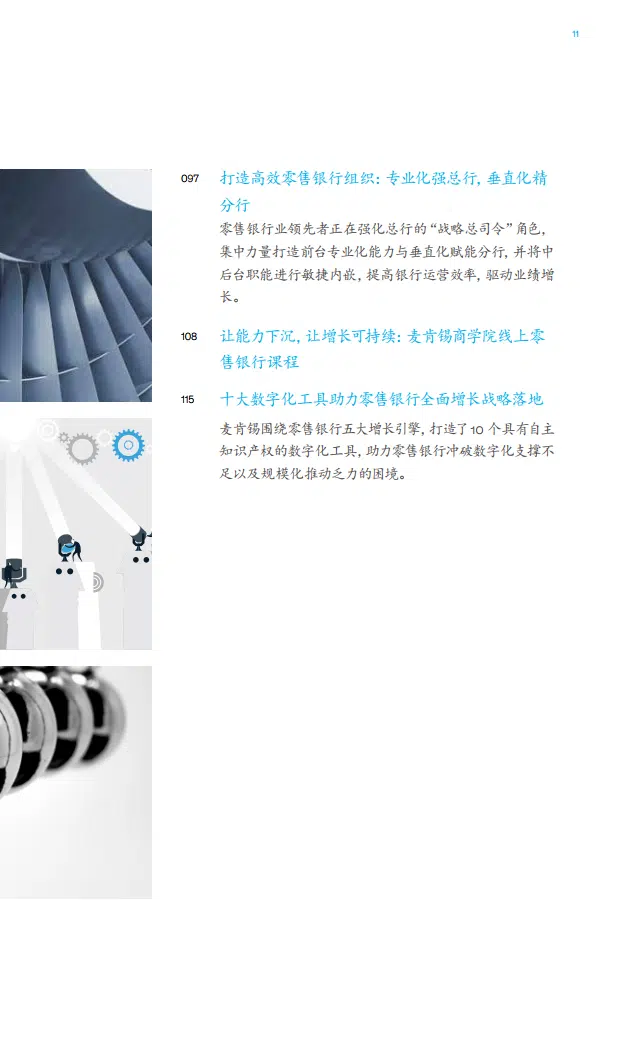 11
097 打造高效零售银行组织：专业化强总行，垂直化精
分行
零售银行业领先者正在强化总行的“战略总司令”角色，
集中力量打造前台专业化能力与垂直化赋能分行，并将中
后台职能进行敏捷内嵌，提高银行运营效率，驱动业绩增
长。
108 让能力下沉，让增长可持续：麦肯锡商学院线上零
售银行课程
115 十大数字化工具助力零售银行全面增长战略落地
麦肯锡围绕零售银行五大增长引擎，打造了 10 个具有自主
知识产权的数字化工具，助力零售银行冲破数字化支撑不
足以及规模化推动乏力的困境。